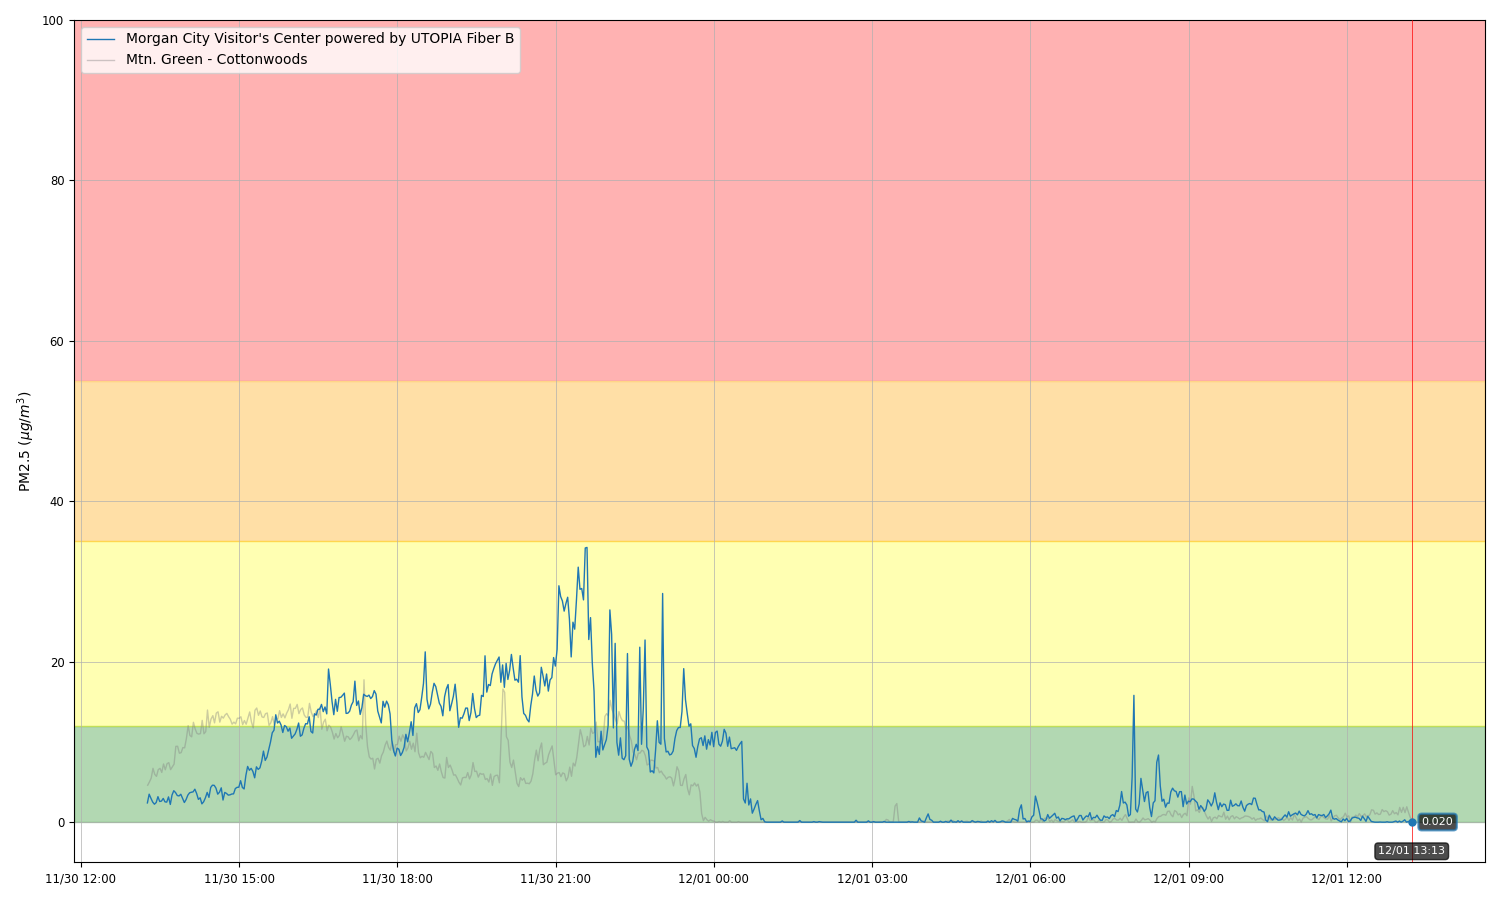 100
80
60
40
20
0
PM2.5 (μg/m³)
Morgan City Visitor's Center powered by UTOPIA Fiber B
Mtn. Green - Cottonwoods
0.020
12/01 13:13
11/30 12:00 11/30 15:00 11/30 18:00 11/30 21:00 12/01 00:00 12/01 03:00 12/01 06:00 12/01 09:00 12/01 12:00